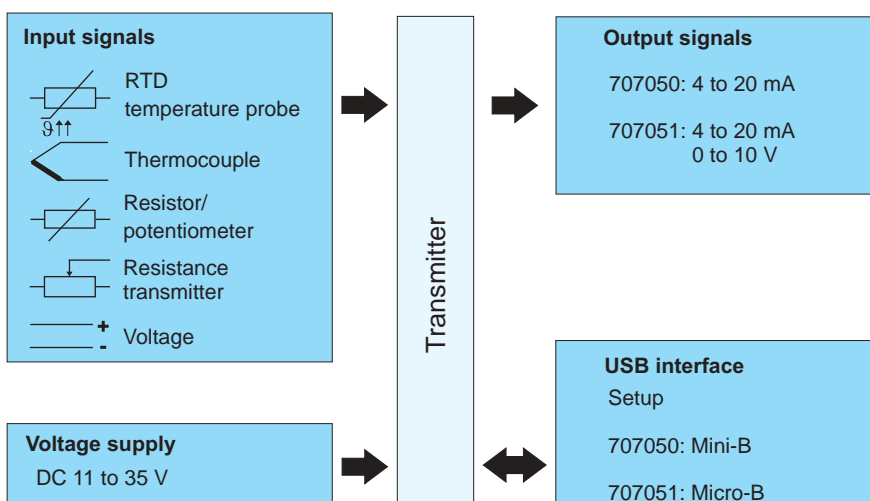 Input signals
RTD
temperature probe
ϑ↑↑
Thermocouple
Resistor/
potentiometer
Resistance
transmitter
+
-
Voltage
Voltage supply
DC 11 to 35 V
Transmitter
Output signals
707050: 4 to 20 mA
707051: 4 to 20 mA
0 to 10 V
USB interface
Setup
707050: Mini-B
707051: Micro-B